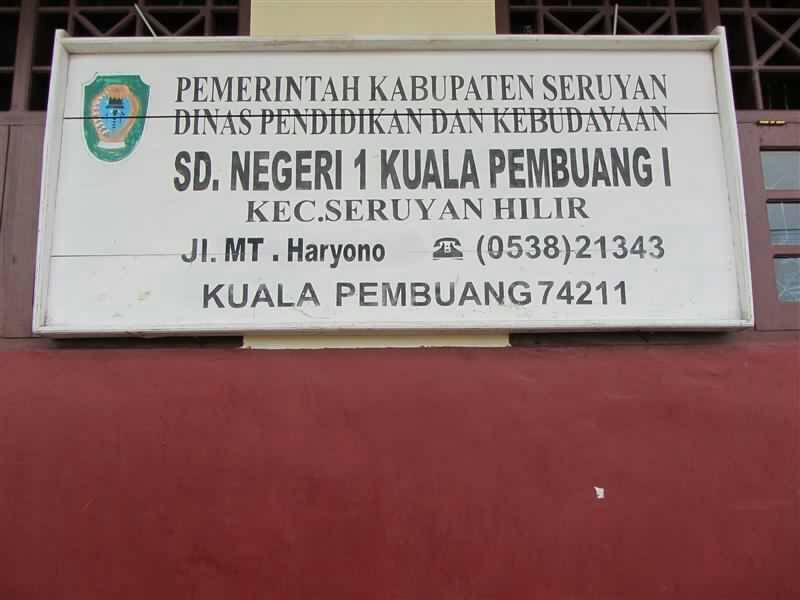 PEMERINTAH KABUPATEN SERUYAN
DINAS PENDIDIKAN DAN KEBUDAYAAN
SD. NEGERI 1 KUALA PEMBUANG I
KEC.SERUYAN HILIR
Jl. MT . Haryono ☎ (0538)21343
KUALA PEMBUANG 74211